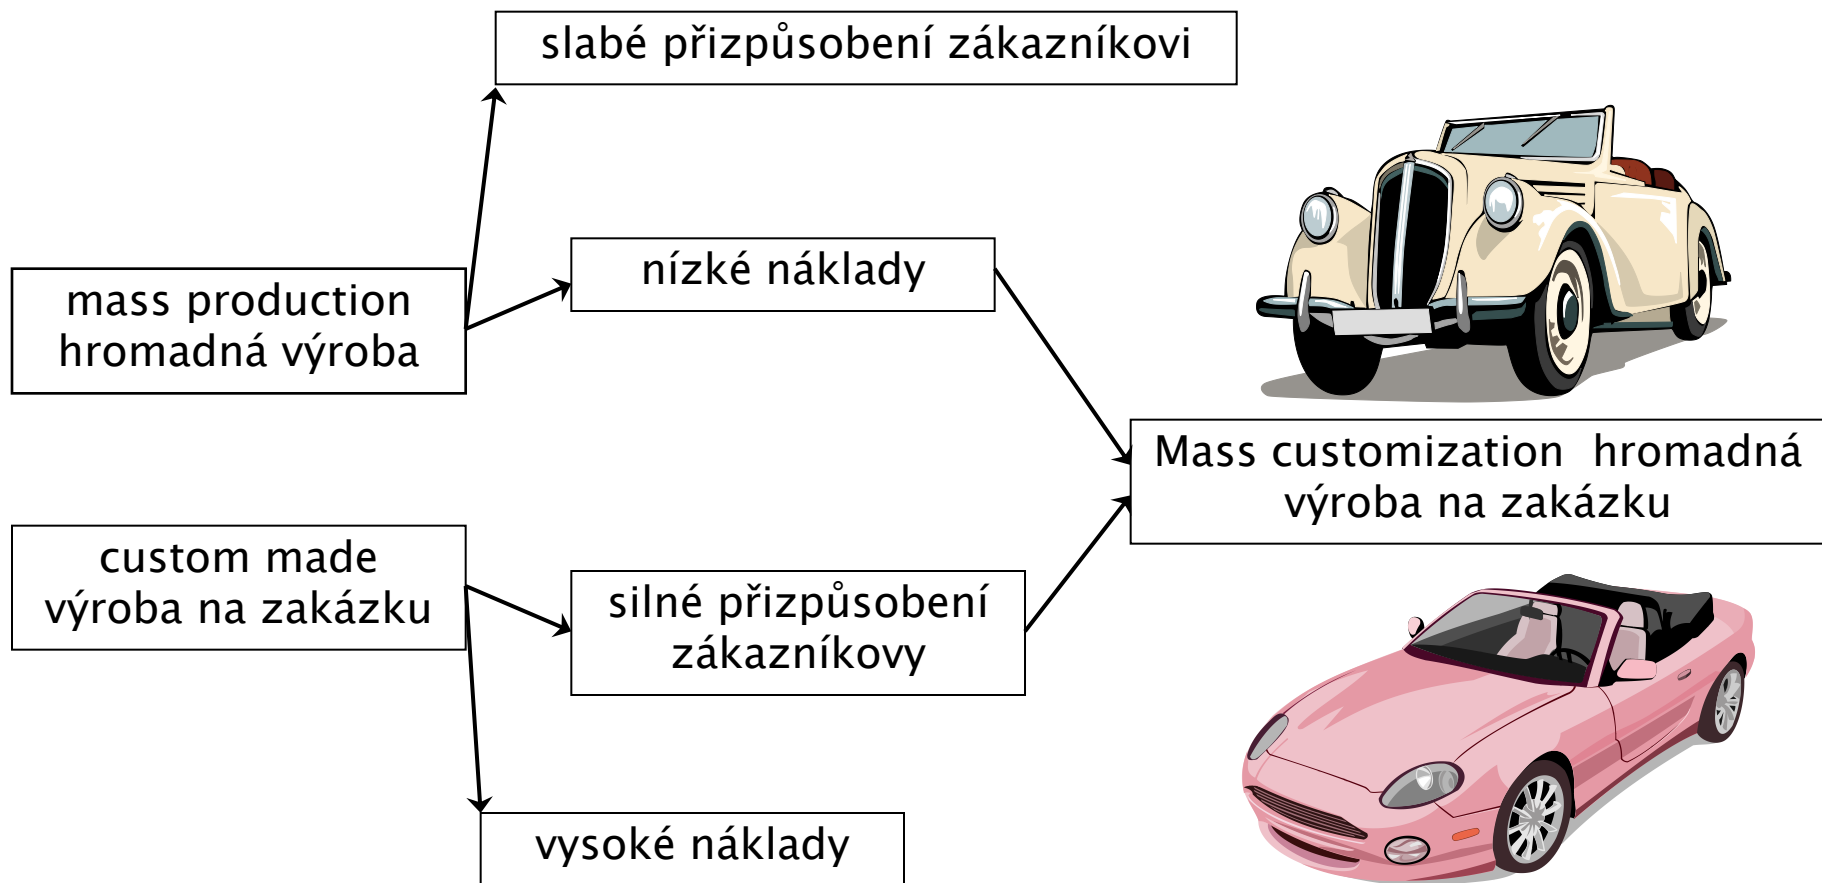 slabé přizpůsobení zákazníkovi
nízké náklady
mass production
hromadná výroba
Mass customization  hromadná
výroba na zakázku
custom made
výroba na zakázku
silné přizpůsobení
zákazníkovy
vysoké náklady